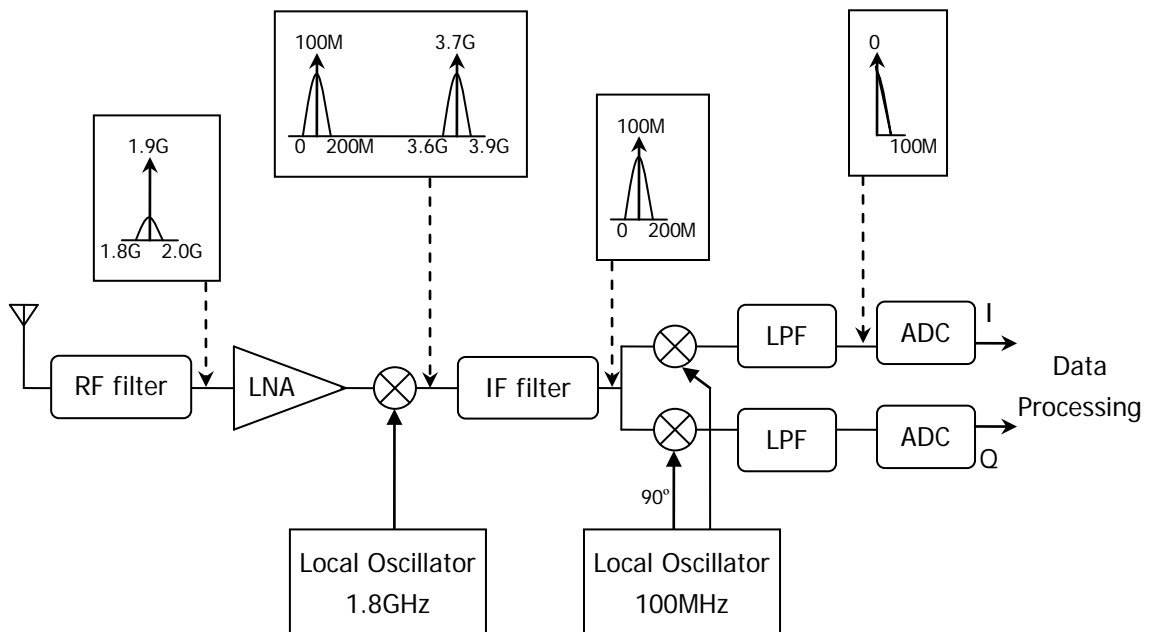 100M
3.7G
0
200M
3.6G
3.9G
0
100M
1.9G
1.8G
2.0G
100M
0
200M
RF filter
LNA
IF filter
LPF
ADC
I
LPF
ADC
Q
Data
Processing
90º
Local Oscillator
1.8GHz
Local Oscillator
100MHz